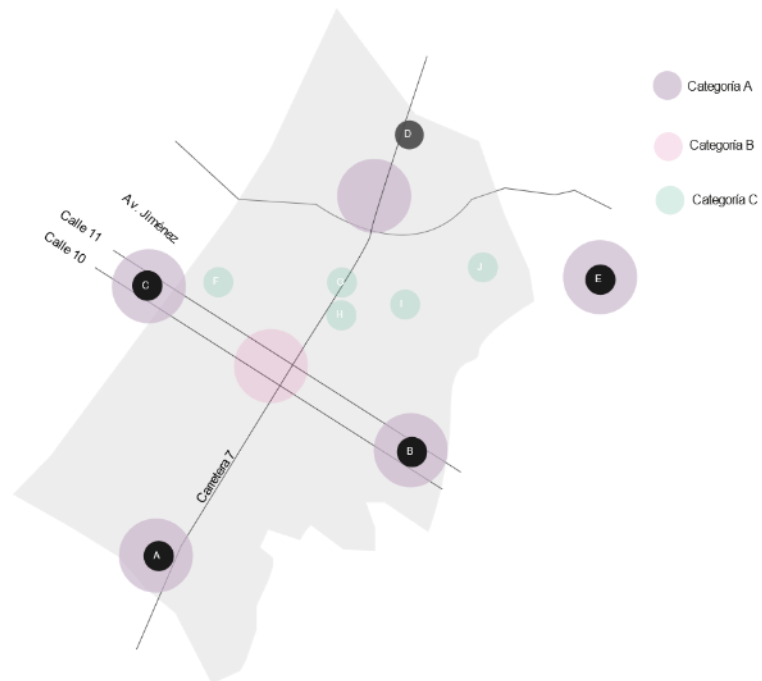 D
Categoría A
Categoría B
Categoría C
Av. Jiménez
Calle 11
Calle 10
C
F
G
H
I
J
E
B
Carretera 7
A